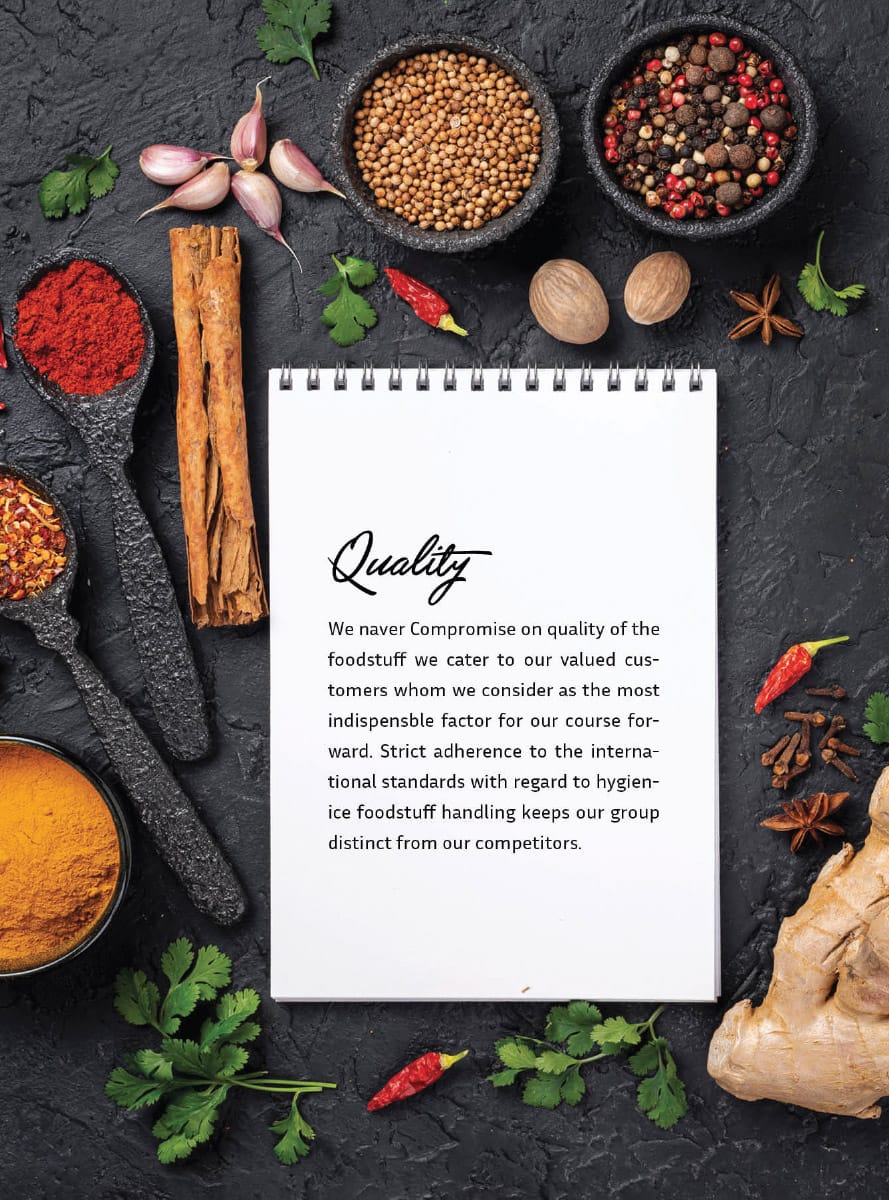 Quality
We naver Compromise on quality of the
foodstuff we cater to our valued cus-
tomers whom we consider as the most
indispensble factor for our course for-
ward. Strict adherence to the interna-
tional standards with regard to hygien-
ice foodstuff handling keeps our group
distinct from our competitors.